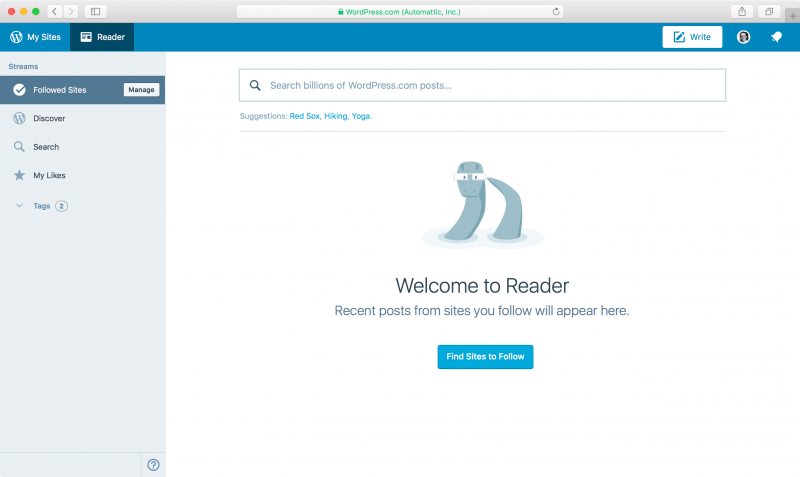 WordPress.com (Automattic, Inc.)
My Sites
Reader
Write
Streams
Followed Sites
Manage
Discover
Search
My Likes
Tags 2
Search billions of WordPress.com posts...
Suggestions: Red Sox, Hiking, Yoga.
Welcome to Reader
Recent posts from sites you follow will appear here.
Find Sites to Follow